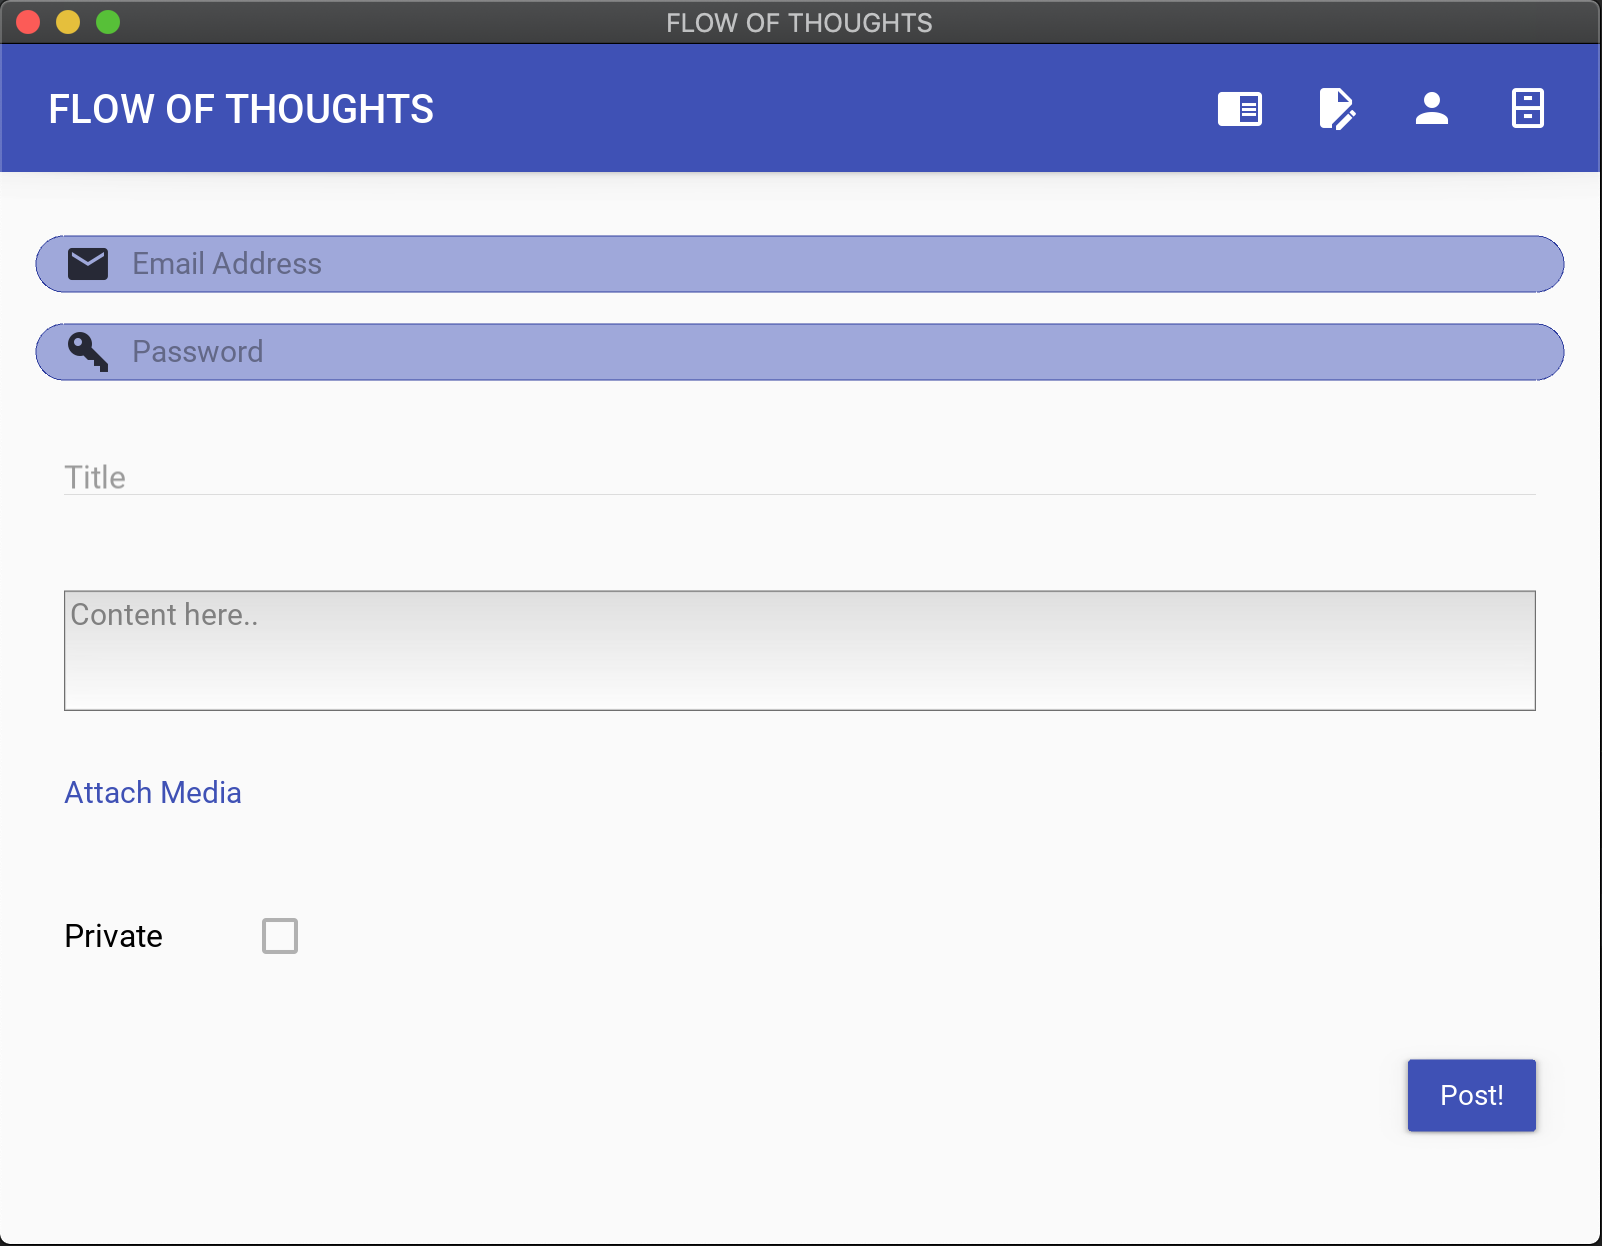 FLOW OF THOUGHTS
FLOW OF THOUGHTS
Email Address
Password
Title
Content here..
Attach Media
Private
Post!